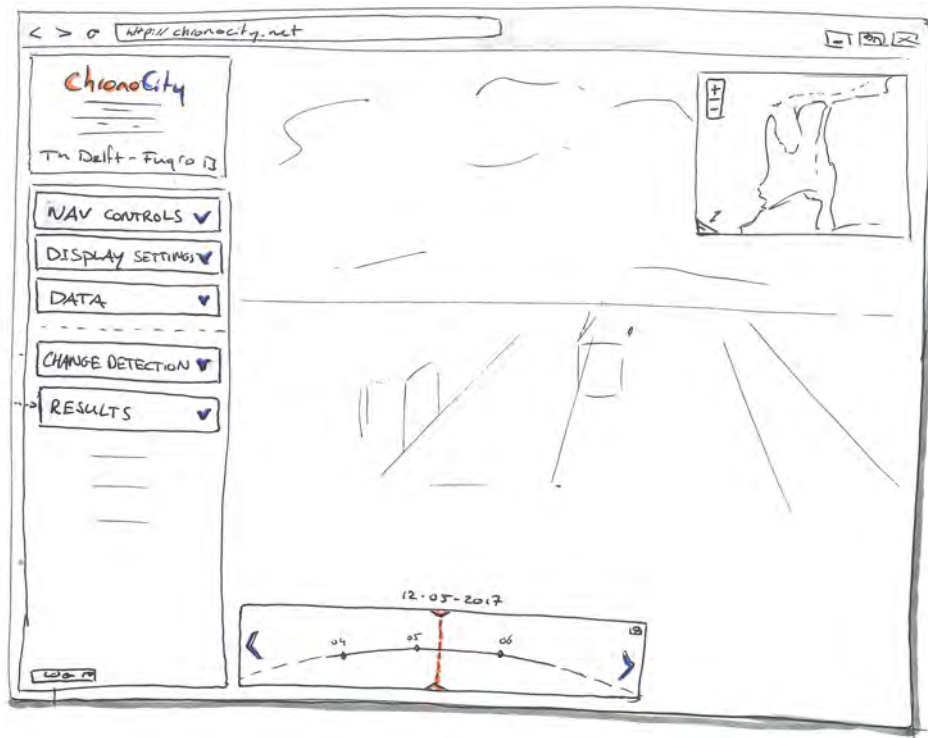 < > http://chronocity.net
ChronoCity
TU Delft - Fugro
NAV CONTROLS
DISPLAY SETTINGS
DATA
CHANGE DETECTION
RESULTS
+
-
12-05-2017
04 05 06